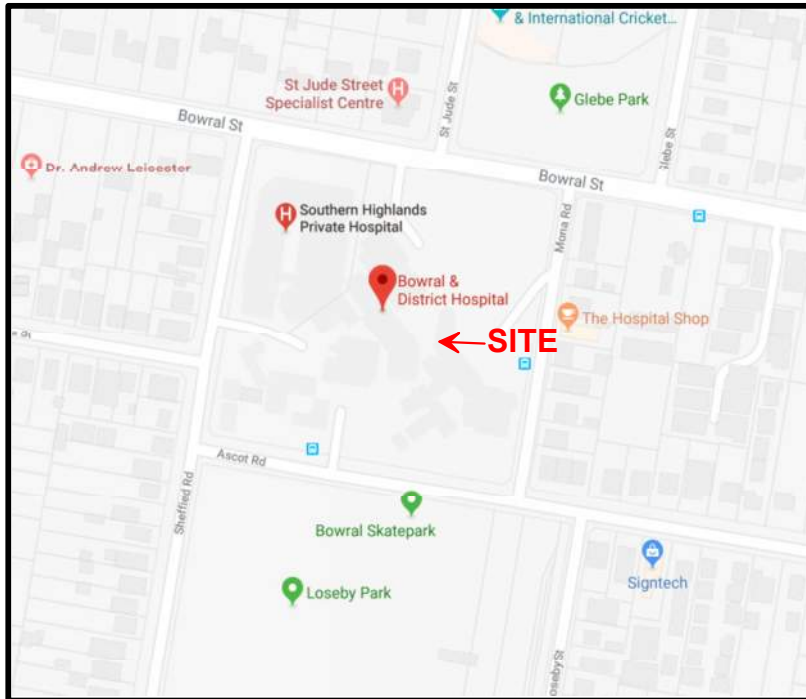 & International Cricket...
St Jude Street
Specialist Centre
St Jude St
Glebe Park
Bowral St
Glebe St
Dr. Andrew Leicester
Bowral St
Southern Highlands
Private Hospital
Mona Rd
Bowral &
District Hospital
The Hospital Shop
SITE
Ascot Rd
Sheffied Rd
Bowral Skatepark
Signtech
Loseby Park
oseby St